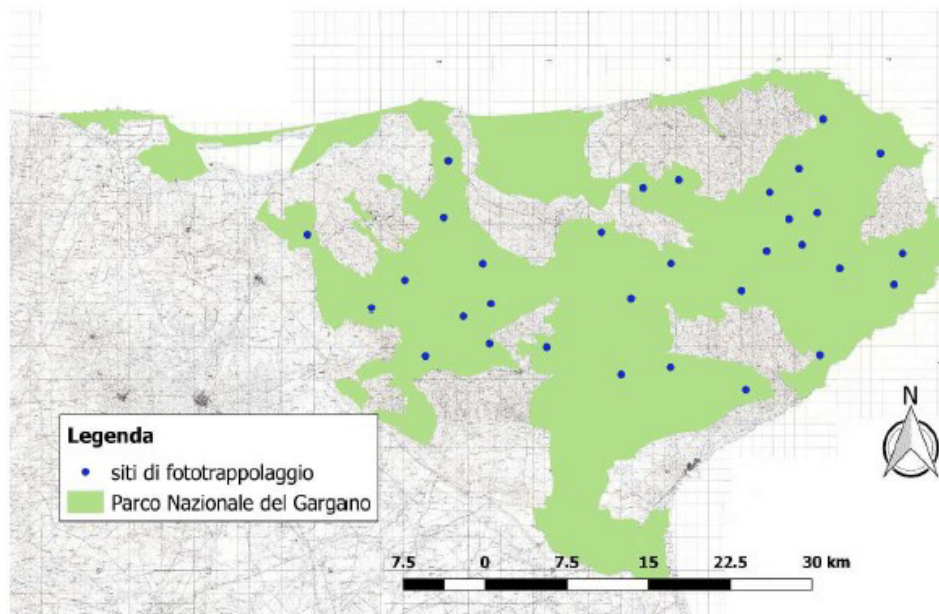 N
Legenda
siti di fototrappolaggio
Parco Nazionale del Gargano
7.5 0 7.5 15 22.5 30 km